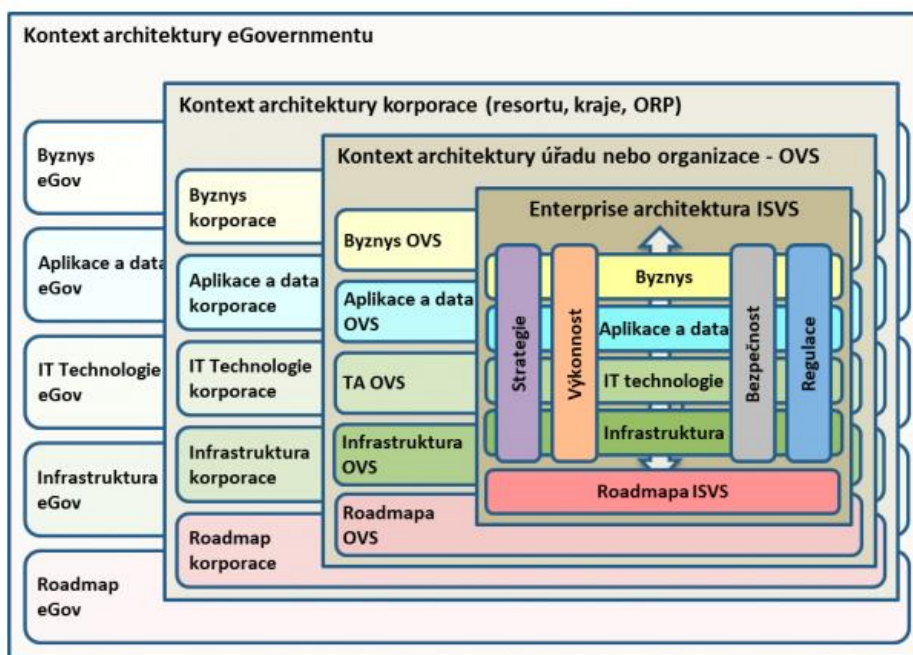 Kontext architektury eGovernmentu
Kontext architektury korporace (resortu, kraje, ORP)
Kontext architektury úřadu nebo organizace - OVS
Enterprise architektura ISVS
Byznys
eGov
Aplikace a data
eGov
IT Technologie
eGov
Infrastruktura
eGov
Roadmap
eGov
Byznys
korporace
Aplikace a data
korporace
IT Technologie
korporace
Infrastruktura
korporace
Roadmap
korporace
Byznys OVS
Aplikace a data
OVS
TA OVS
Infrastruktura
OVS
Roadmapa
OVS
Strategie
Výkonnost
Byznys
Aplikace a data
IT technologie
Infrastruktura
Bezpečnost
Regulace
Roadmapa ISVS